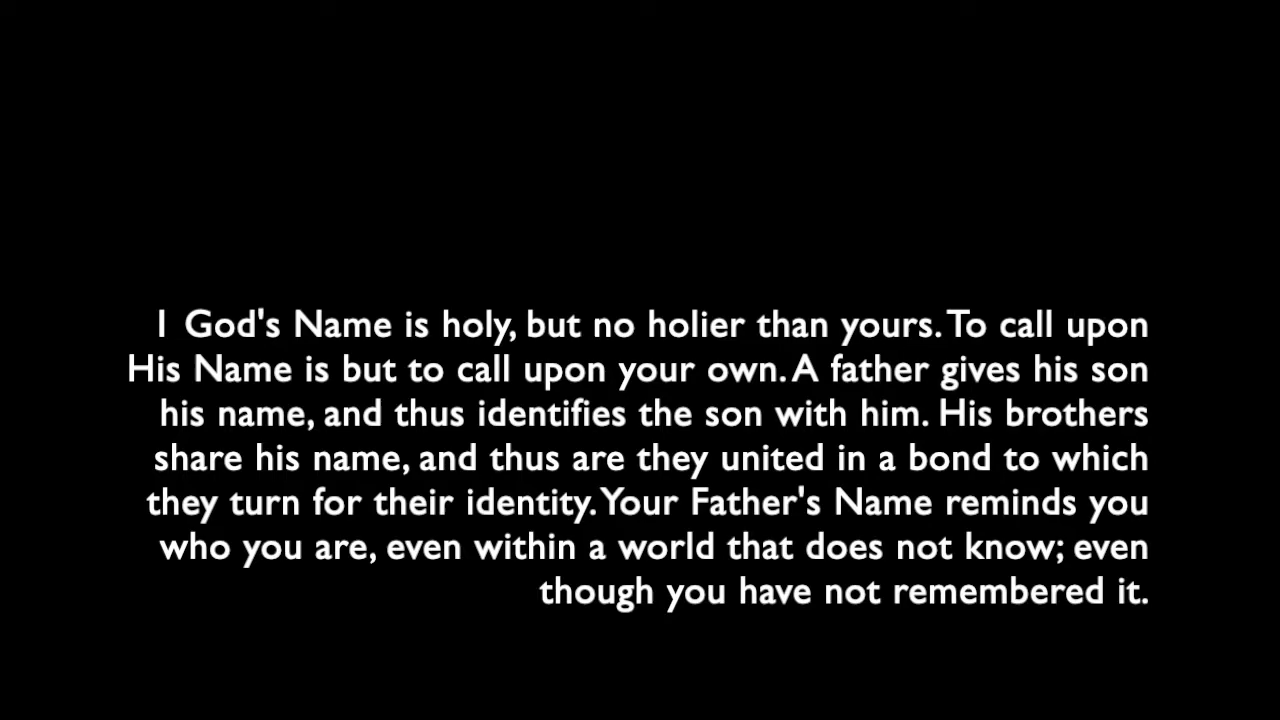 1 God's Name is holy, but no holier than yours. To call upon
His Name is but to call upon your own. A father gives his son
his name, and thus identifies the son with him. His brothers
share his name, and thus are they united in a bond to which
they turn for their identity. Your Father's Name reminds you
who you are, even within a world that does not know; even
though you have not remembered it.